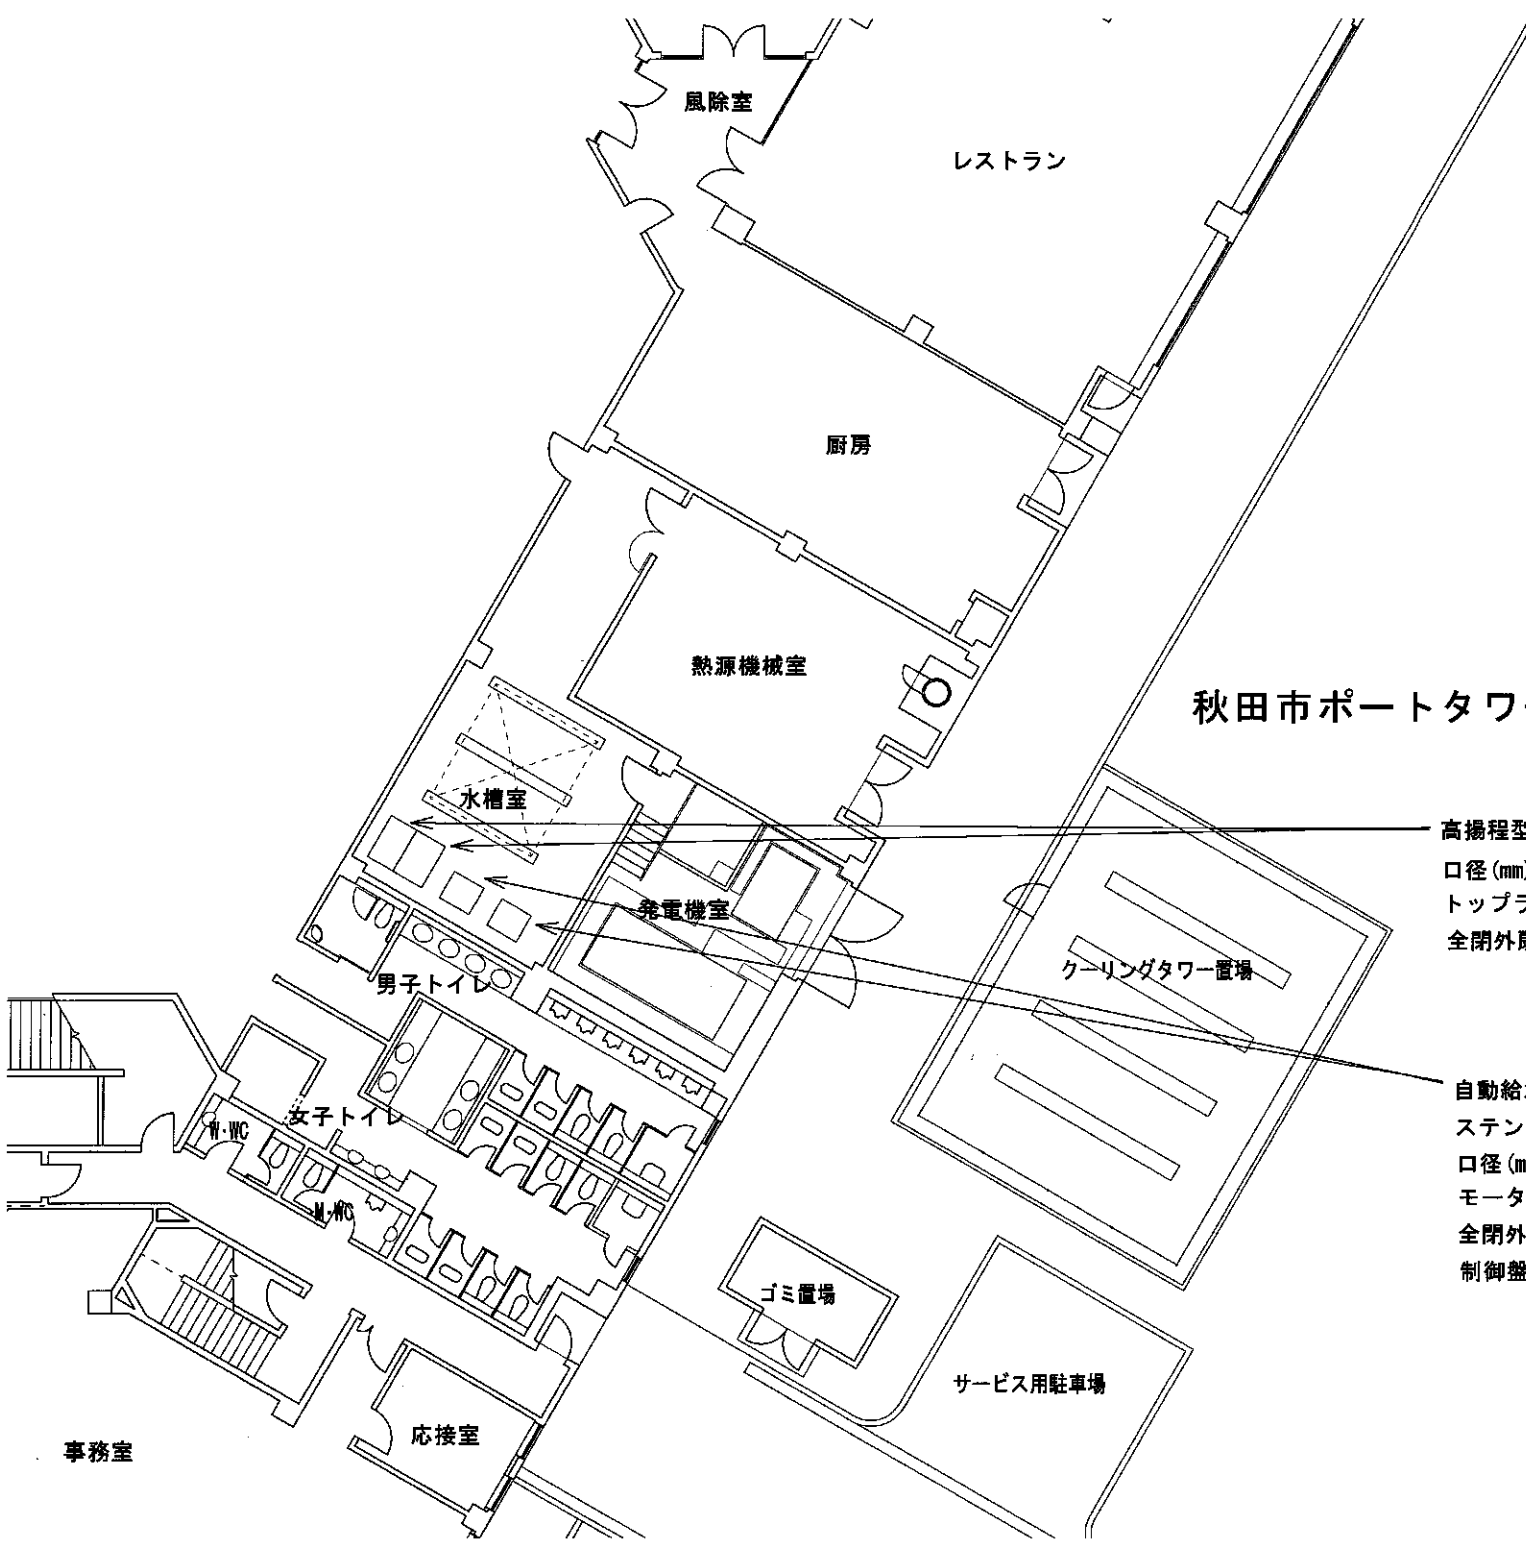 風除室
レストラン
厨房
熱源機械室
秋田市ポートタワー
水槽室
高揚程型
口径(mm)
トップラ
全閉外扇
発電機室
クーリングタワー置場
男子トイレ
自動給水
女子トイレ
W・WC
ステン
口径(m
モータ
M・WC
全閉外
制御盤
ゴミ置場
サービス用駐車場
応接室
事務室